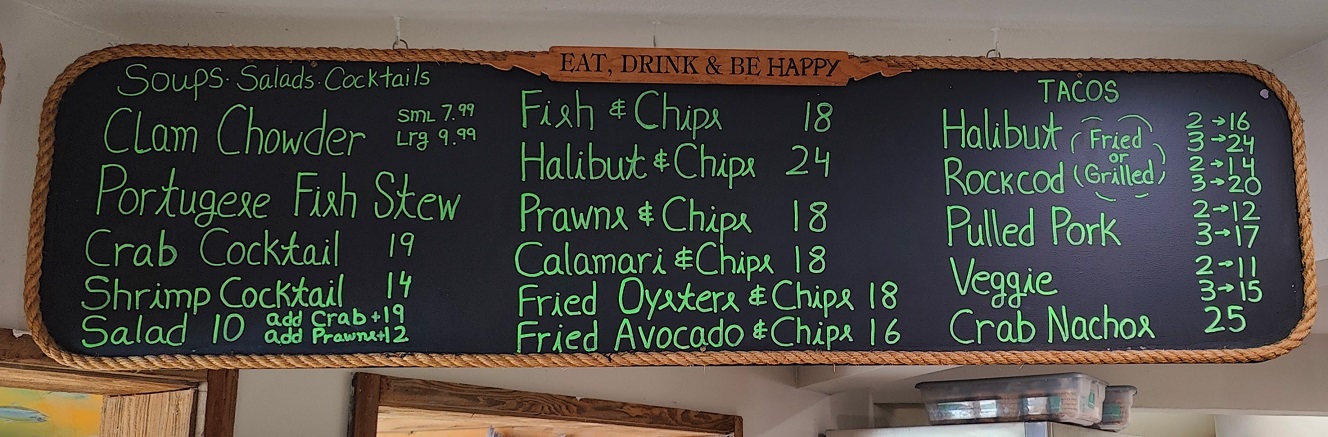 EAT, DRINK & BE HAPPY
Soups · Salads · Cocktails
Clam Chowder
Sml 7.99
Lrg 9.99
Portugese Fish Stew
Crab Cocktail 19
Shrimp Cocktail 14
Salad 10
add Crab +19
add Prawns +12
Fish & Chips 18
Halibut & Chips 24
Prawns & Chips 18
Calamari & Chips 18
Fried Oysters & Chips 18
Fried Avocado & Chips 16
TACOS
Halibut
Rockcod
(Fried
or
Grilled)
2→16
3→24
2→14
3→20
Pulled Pork
2→12
3→17
Veggie
2→11
3→15
Crab Nachos 25